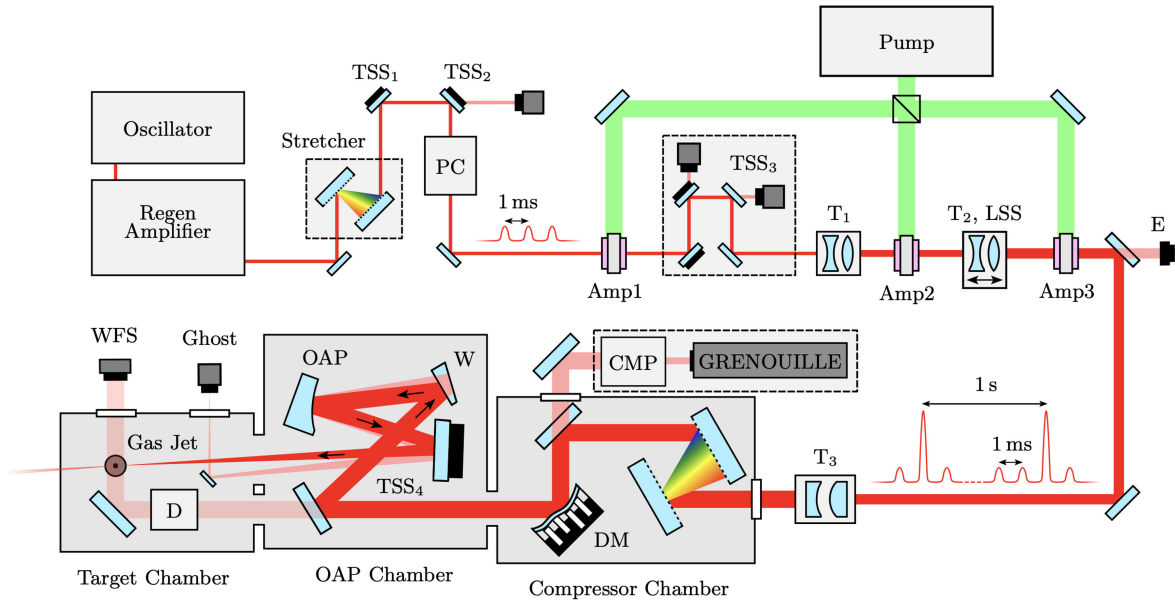 Pump
TSS₁
TSS₂
Oscillator
Stretcher
PC
TSS₃
Regen
Amplifier
1 ms
T₁
T₂, LSS
E
Amp1
Amp2
Amp3
WFS
Ghost
OAP
W
CMP
GRENOUILLE
1 s
Gas Jet
1 ms
T₃
TSS₄
D
DM
Target Chamber
OAP Chamber
Compressor Chamber